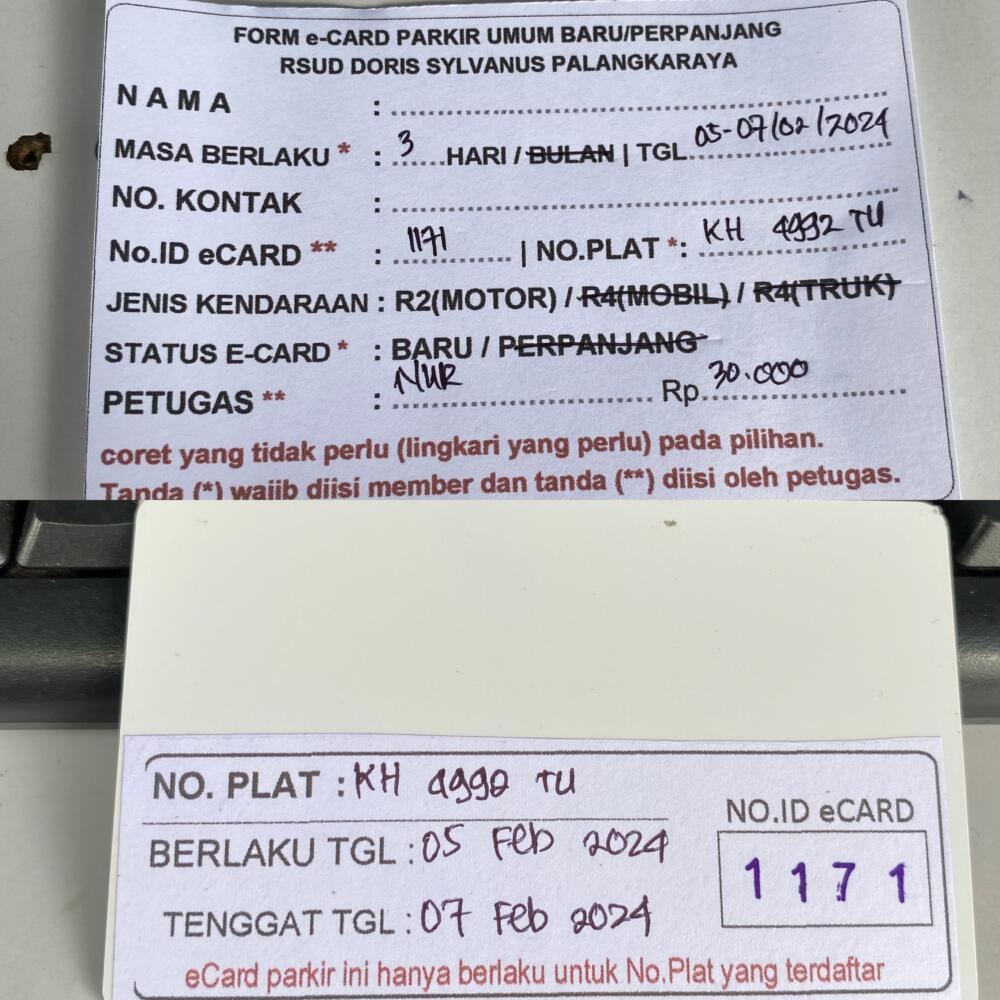 FORM e-CARD PARKIR UMUM BARU/PERPANJANG
RSUD DORIS SYLVANUS PALANGKARAYA
NAMA :
MASA BERLAKU * : 3 HARI / BULAN | TGL 05-07/02/2024
NO. KONTAK :
No.ID eCARD ** : 1171 | NO.PLAT *: KH 4992 TU
JENIS KENDARAAN : R2(MOTOR) / R4(MOBIL) / R4(TRUK)
STATUS E-CARD * : BARU / PERPANJANG
PETUGAS ** : NUR Rp 30.000
coret yang tidak perlu (lingkari yang perlu) pada pilihan.
Tanda (*) wajib diisi member dan tanda (**) diisi oleh petugas.
NO. PLAT : KH 4992 TU
BERLAKU TGL : 05 Feb 2024
TENGGAT TGL : 07 Feb 2024
NO.ID eCARD
1171
eCard parkir ini hanya berlaku untuk No.Plat yang terdaftar